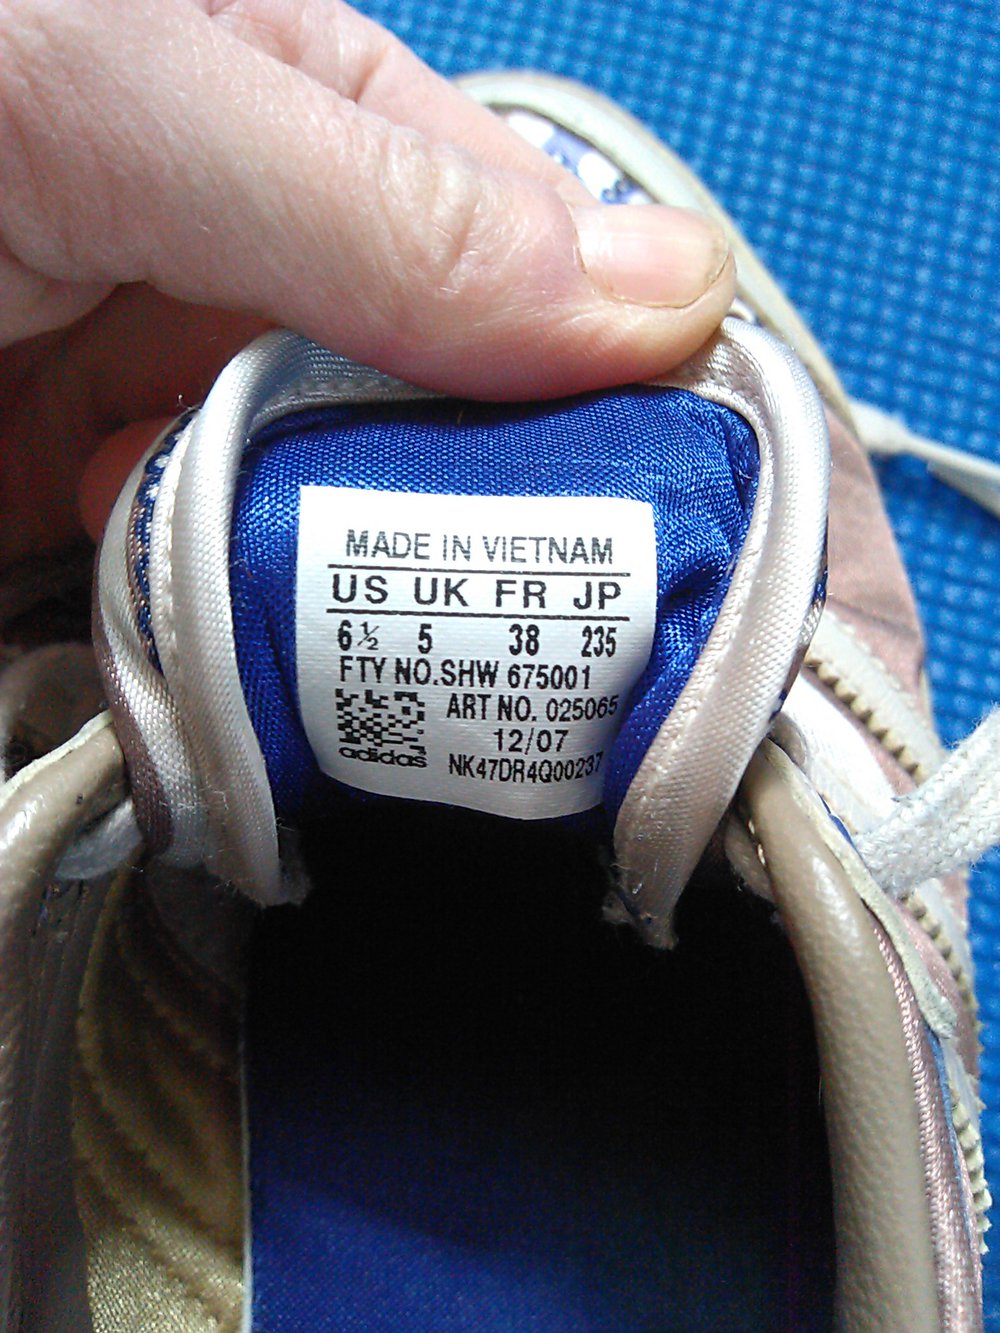 MADE IN VIETNAM
US UK FR JP
6½ 5 38 235
FTY NO.SHW 675001
ART NO. 025065
12/07
adidas NK47DR4Q00237